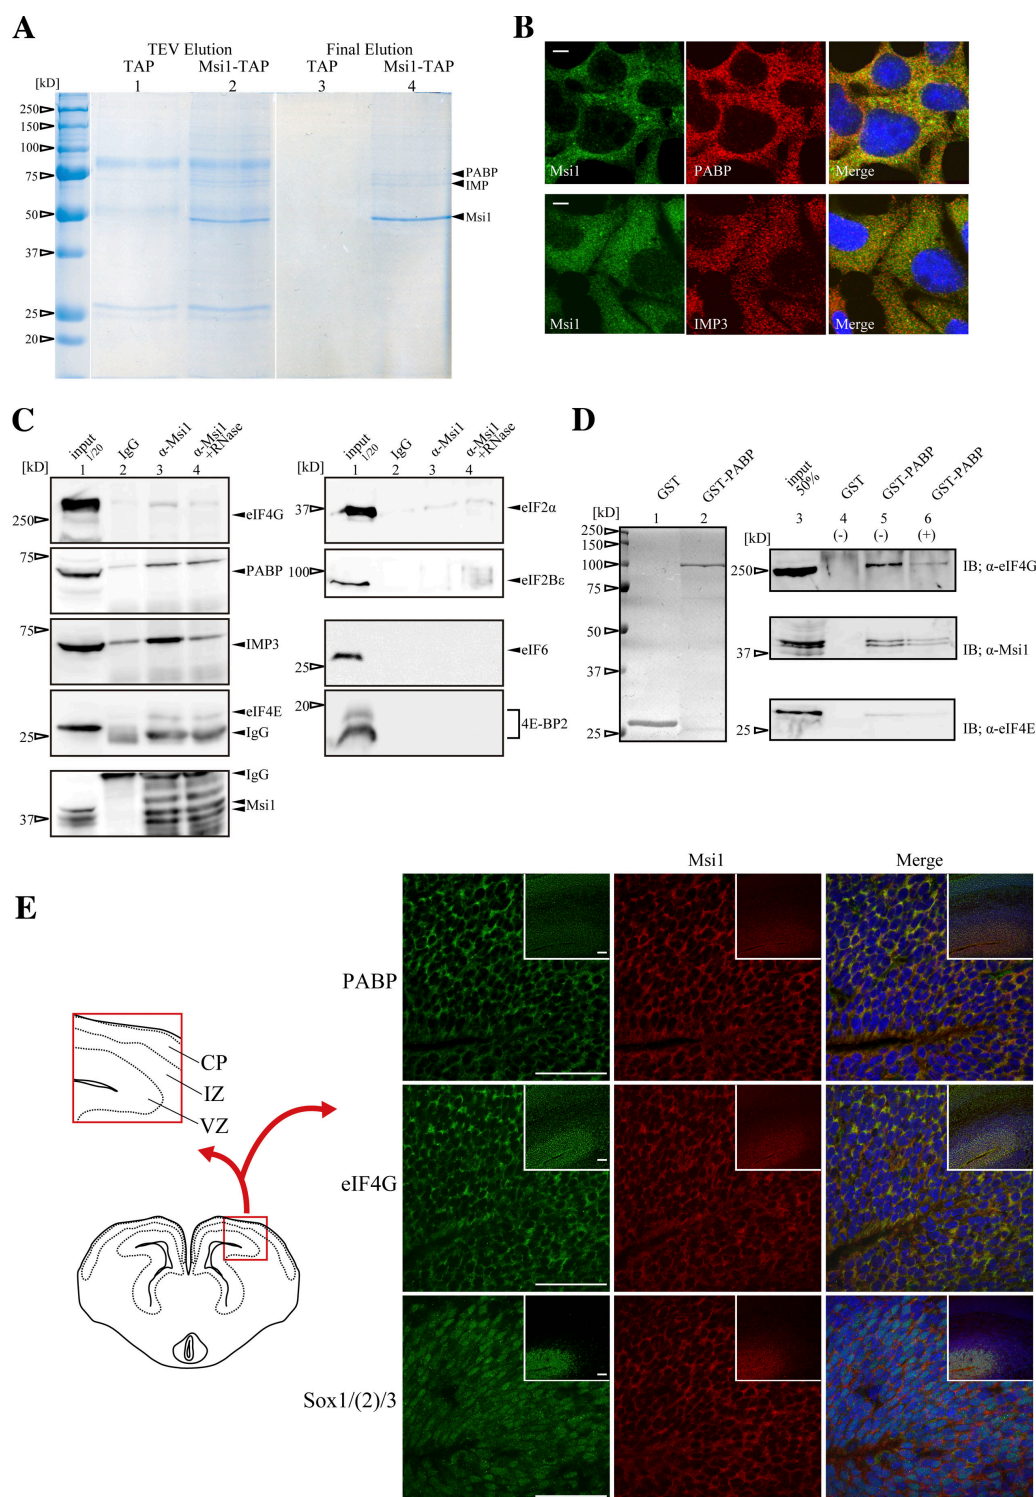 A
TEV Elution Final Elution
TAP Msi1-TAP TAP Msi1-TAP
[kD] 1 2 3 4
250
150
100
75
50
37
25
20
PABP
IMP
Msi1
B
Msi1 PABP Merge
Msi1 IMP3 Merge
C
input 1/20 IgG α-Msi1 α-Msi1 +RNase
[kD] 1 2 3 4
250 eIF4G
75 PABP
75 IMP3
eIF4E
25 IgG
IgG
Msi1
37
input 1/20 IgG α-Msi1 α-Msi1 +RNase
[kD] 1 2 3 4
37 eIF2α
100 eIF2Bε
eIF6
25
20 4E-BP2
D
GST GST-PABP
[kD] 1 2
250
150
100
75
50
37
25
input 50% GST GST-PABP GST-PABP
3 4 5 6
[kD] (-) (-) (+)
250 IB; α-eIF4G
37 IB; α-Msi1
25 IB; α-eIF4E
E
Msi1 Merge
PABP
eIF4G
Sox1/(2)/3
CP
IZ
VZ